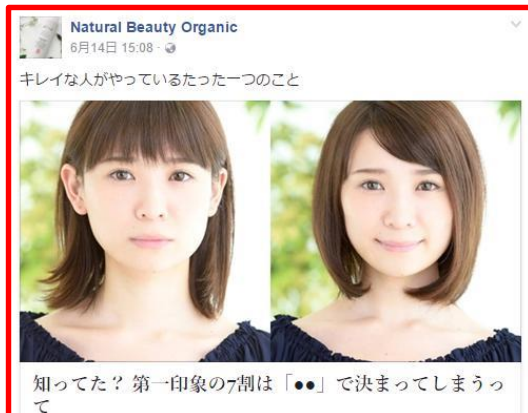 Natural Beauty Organic
6月14日 15:08 ·
キレイな人がやっているたった一つのこと
知ってた? 第一印象の7割は「●●」で決まってしまうっ
て